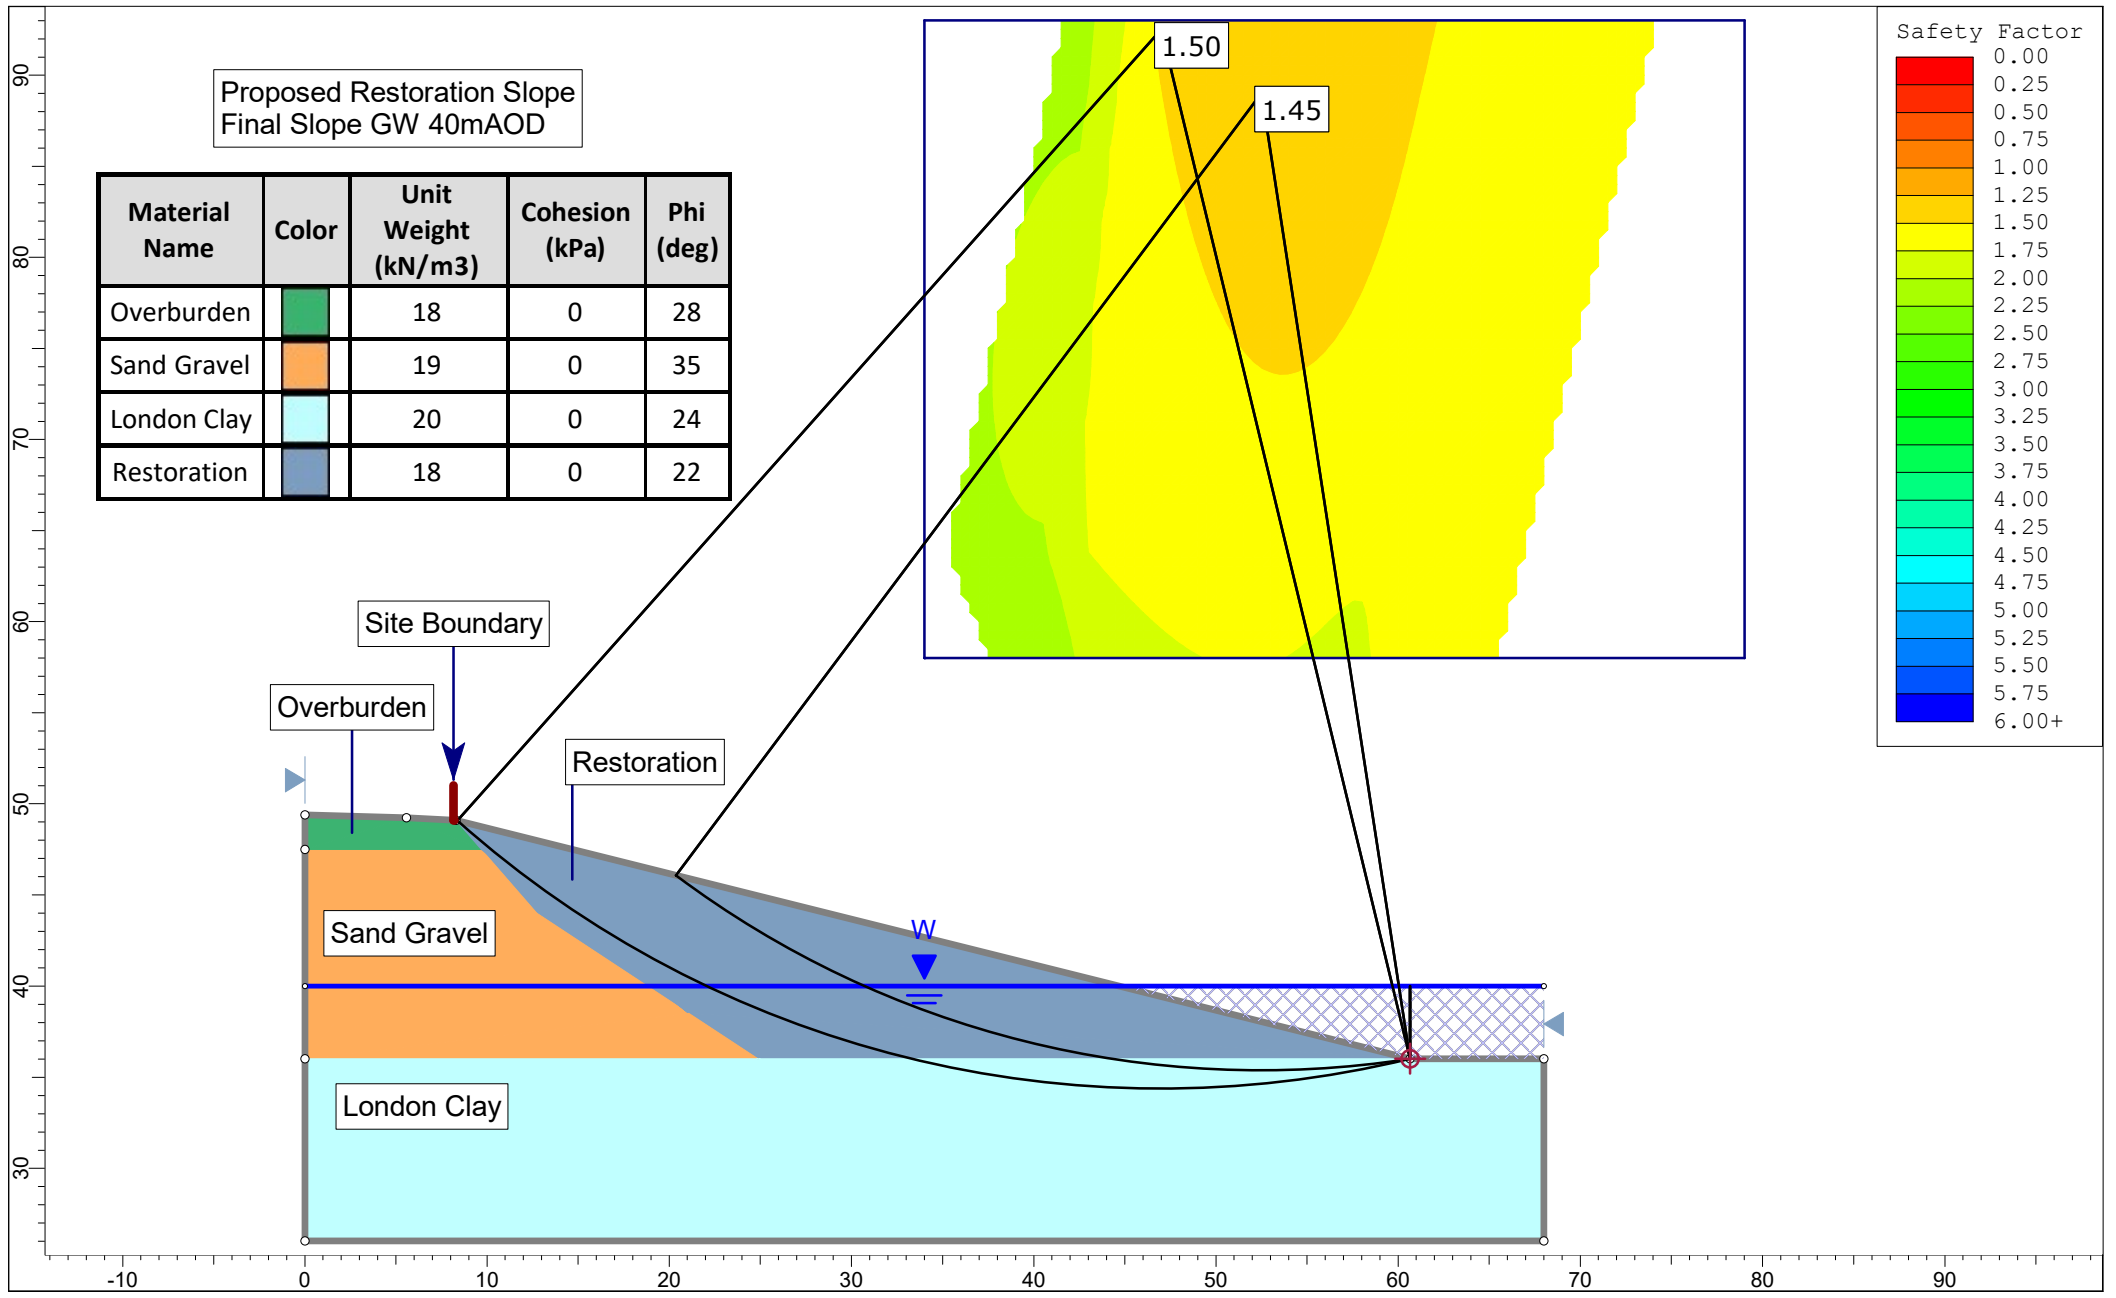 Proposed Restoration Slope
Final Slope GW 40mAOD
Material Name Color Unit Weight (kN/m3) Cohesion (kPa) Phi (deg)
Overburden 18 0 28
Sand Gravel 19 0 35
London Clay 20 0 24
Restoration 18 0 22
1.50
1.45
Safety Factor
0.00
0.25
0.50
0.75
1.00
1.25
1.50
1.75
2.00
2.25
2.50
2.75
3.00
3.25
3.50
3.75
4.00
4.25
4.50
4.75
5.00
5.25
5.50
5.75
6.00+
Site Boundary
Overburden
Restoration
W
Sand Gravel
London Clay
90
80
70
60
50
40
30
-10 0 10 20 30 40 50 60 70 80 90